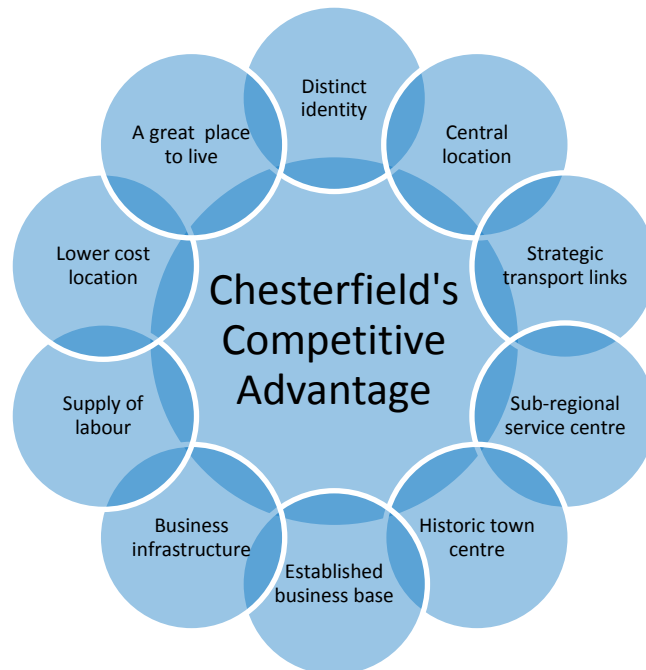 Distinct
identity
Central
location
Strategic
transport links
Sub-regional
service centre
Historic town
centre
Established
business base
Business
infrastructure
Supply of
labour
Lower cost
location
A great place
to live
Chesterfield's
Competitive
Advantage